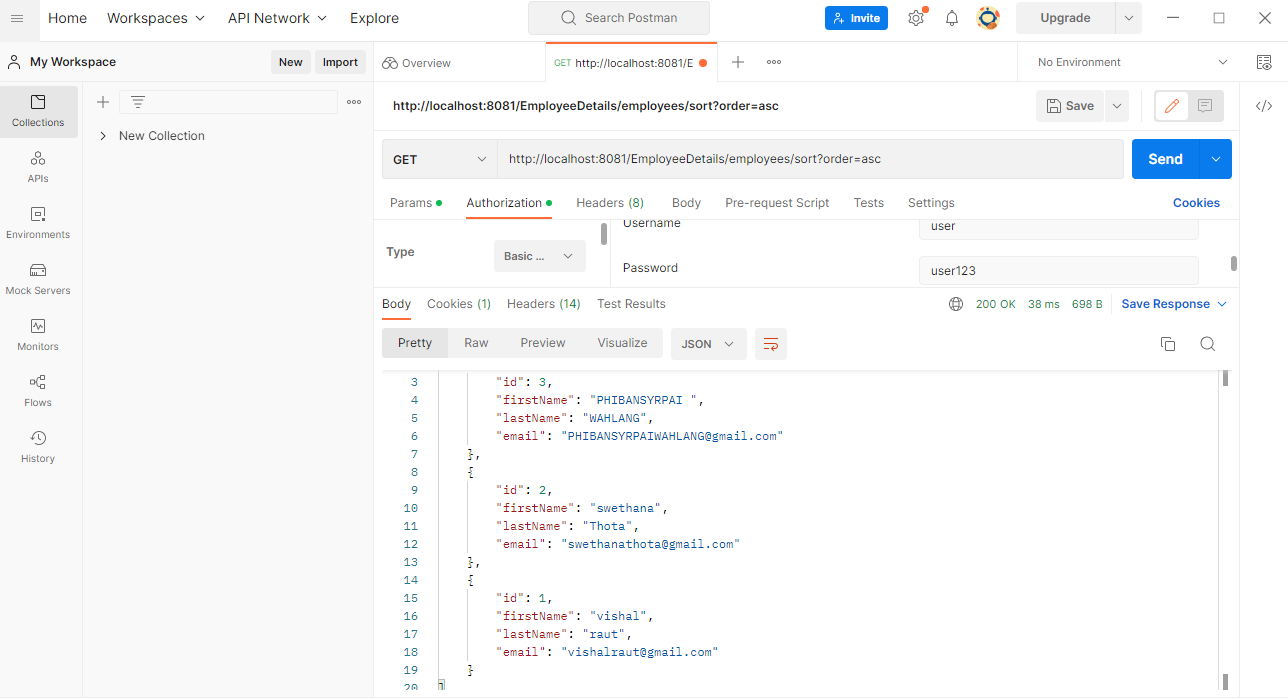 Home Workspaces API Network Explore Search Postman Invite Upgrade
My Workspace New Import Overview GET http://localhost:8081/E No Environment
Collections
APIs
Environments
Mock Servers
Monitors
Flows
History
New Collection
http://localhost:8081/EmployeeDetails/employees/sort?order=asc Save
GET http://localhost:8081/EmployeeDetails/employees/sort?order=asc Send
Params Authorization Headers (8) Body Pre-request Script Tests Settings Cookies
Type Basic ...
Username user
Password user123
Body Cookies (1) Headers (14) Test Results 200 OK 38 ms 698 B Save Response
Pretty Raw Preview Visualize JSON
3 "id": 3,
4 "firstName": "PHIBANSYRPAI ",
5 "lastName": "WAHLANG",
6 "email": "PHIBANSYRPAIWAHLANG@gmail.com"
7 },
8 {
9 "id": 2,
10 "firstName": "swethana",
11 "lastName": "Thota",
12 "email": "swethanathota@gmail.com"
13 },
14 {
15 "id": 1,
16 "firstName": "vishal",
17 "lastName": "raut",
18 "email": "vishalraut@gmail.com"
19 }
20 ]